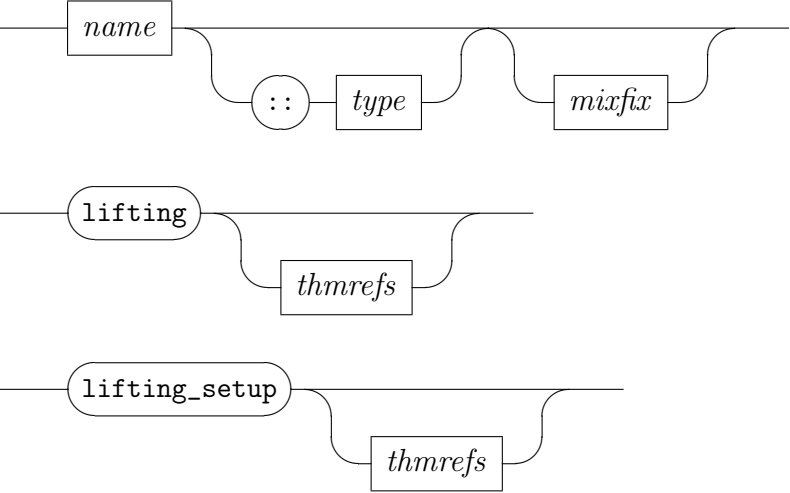 name
:: type mixfix
lifting
thmrefs
lifting_setup
thmrefs